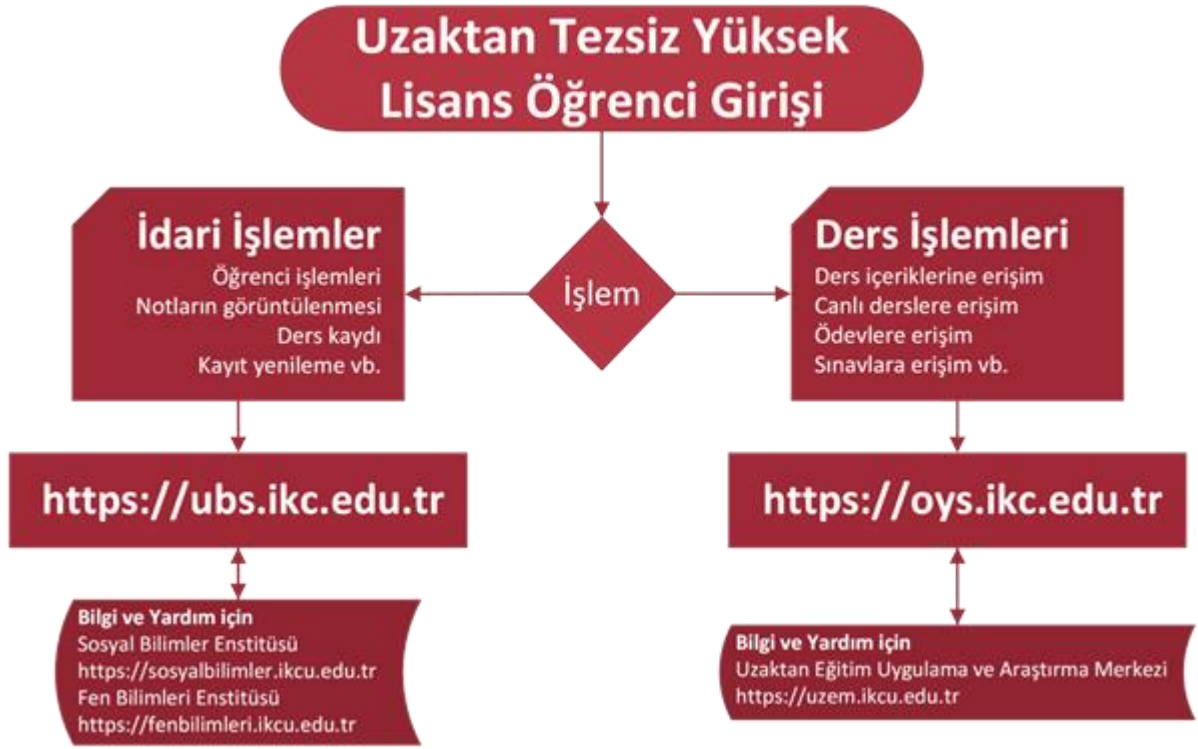 Uzaktan Tezsiz Yüksek
Lisans Öğrenci Girişi
İdari İşlemler
Öğrenci işlemleri
Notların görüntülenmesi
Ders kaydı
Kayıt yenileme vb.
İşlem
Ders İşlemleri
Ders içeriklerine erişim
Canlı derslere erişim
Ödevlere erişim
Sınavlara erişim vb.
https://ubs.ikc.edu.tr
https://oys.ikc.edu.tr
Bilgi ve Yardım için
Sosyal Bilimler Enstitüsü
https://sosyalbilimler.ikcu.edu.tr
Fen Bilimleri Enstitüsü
https://fenbilimleri.ikcu.edu.tr
Bilgi ve Yardım için
Uzaktan Eğitim Uygulama ve Araştırma Merkezi
https://uzem.ikcu.edu.tr